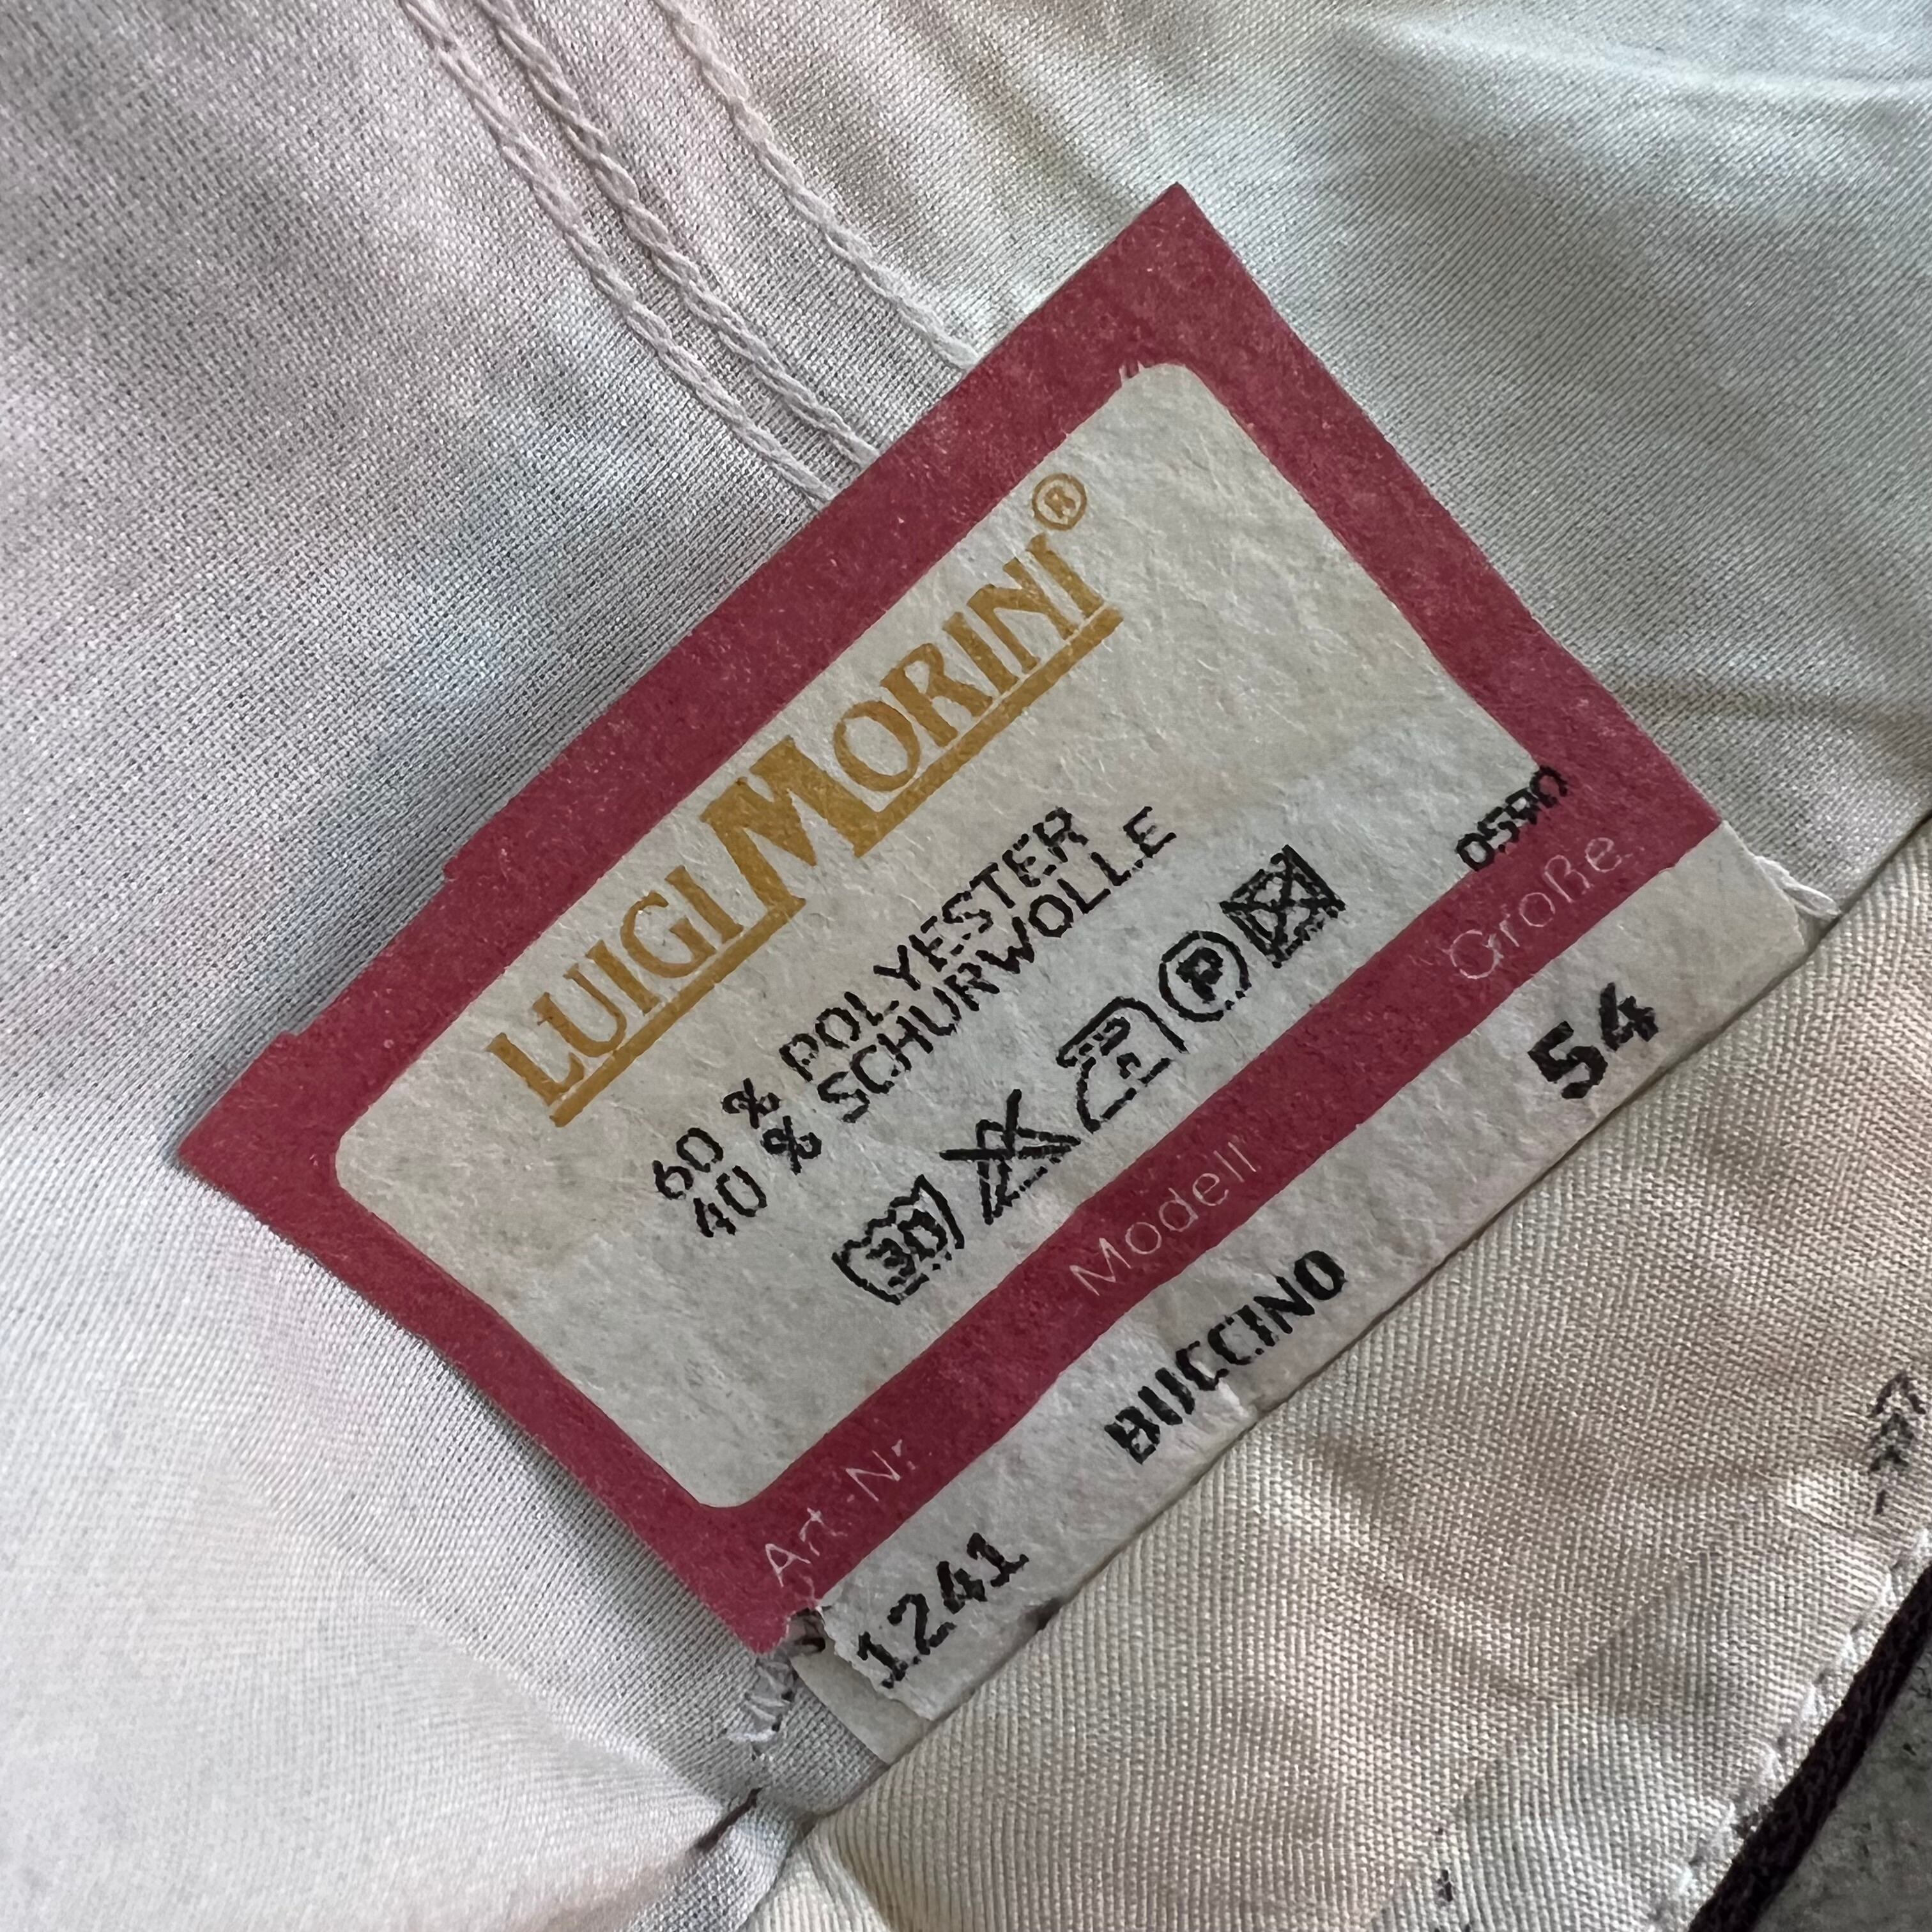 LUIGI MORINI®
60 % POLYESTER
40 % SCHURWOLLE
30 P
0590
Art Nr. Modell Größe
1241 BUCCINO 54